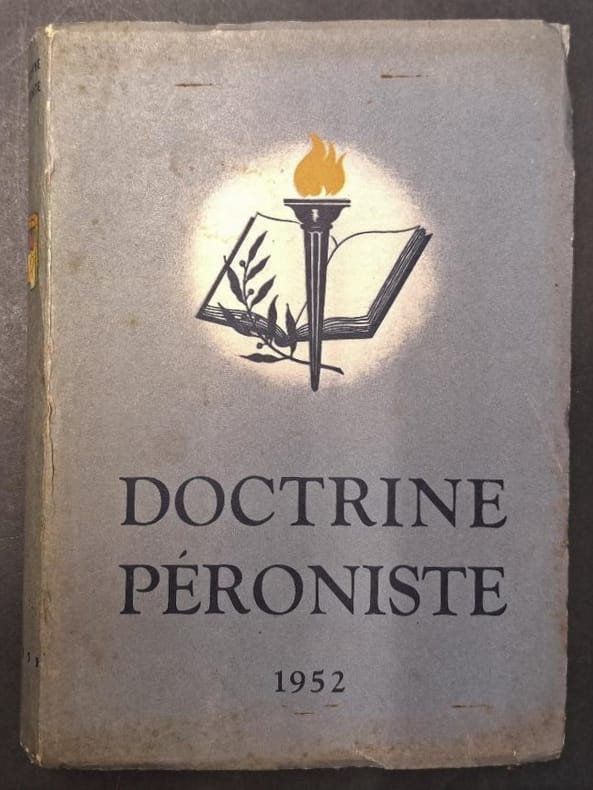 DOCTRINE
PÉRONISTE
1952